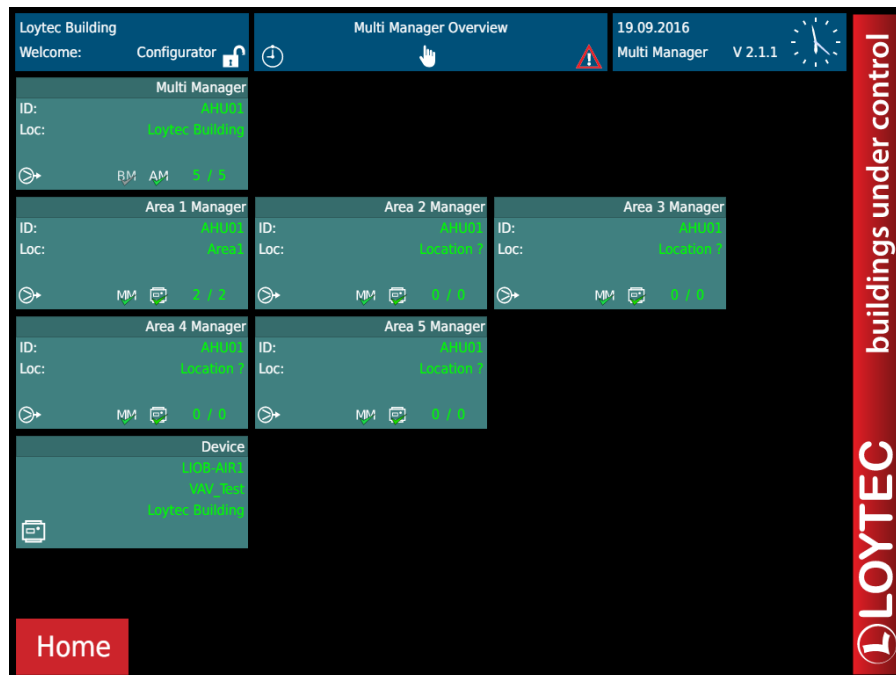 Loytec Building
Welcome: Configurator
Multi Manager Overview
19.09.2016
Multi Manager V 2.1.1
Multi Manager
ID: AHU01
Loc: Loytec Building
BM AM 5 / 5
Area 1 Manager
ID: AHU01
Loc: Area1
MM 2 / 2
Area 2 Manager
ID: AHU01
Loc: Location ?
MM 0 / 0
Area 3 Manager
ID: AHU01
Loc: Location ?
MM 0 / 0
Area 4 Manager
ID: AHU01
Loc: Location ?
MM 0 / 0
Area 5 Manager
ID: AHU01
Loc: Location ?
MM 0 / 0
Device
LIOB-AIR1
VAV_Test
Loytec Building
Home
buildings under control
LOYTEC